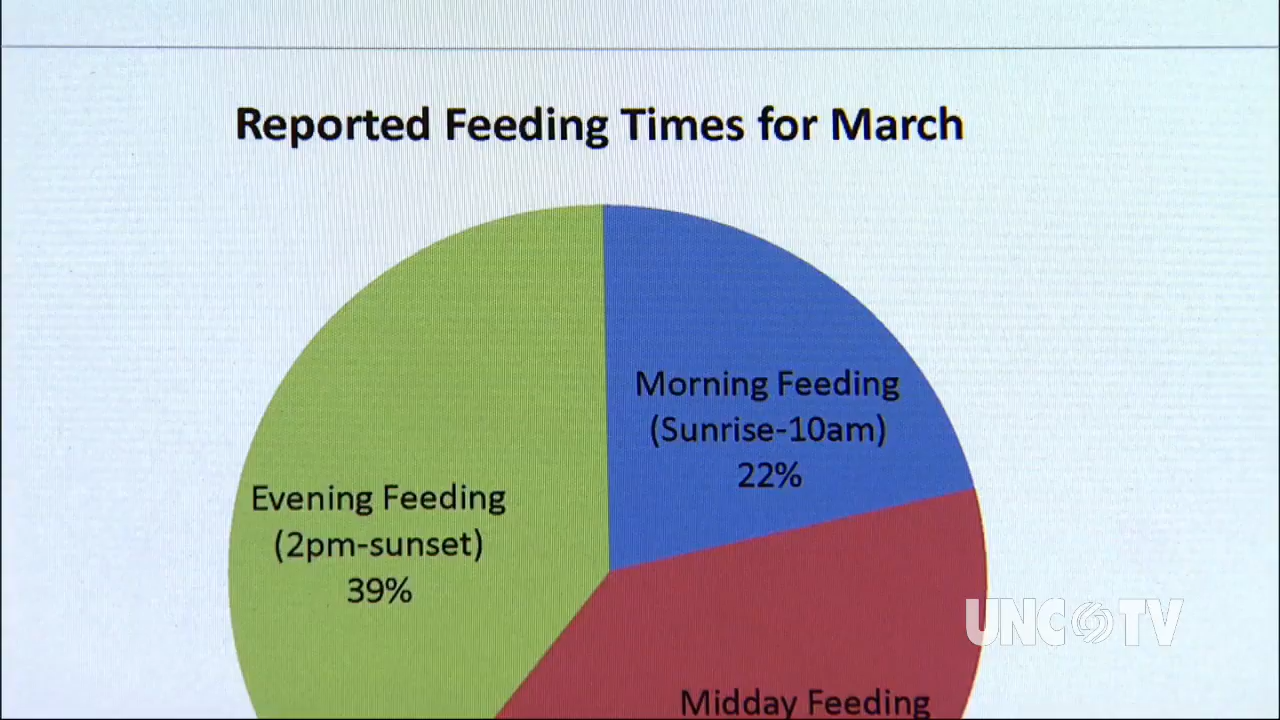 Reported Feeding Times for March
Morning Feeding
(Sunrise-10am)
22%
Evening Feeding
(2pm-sunset)
39%
UNC TV
Midday Feeding